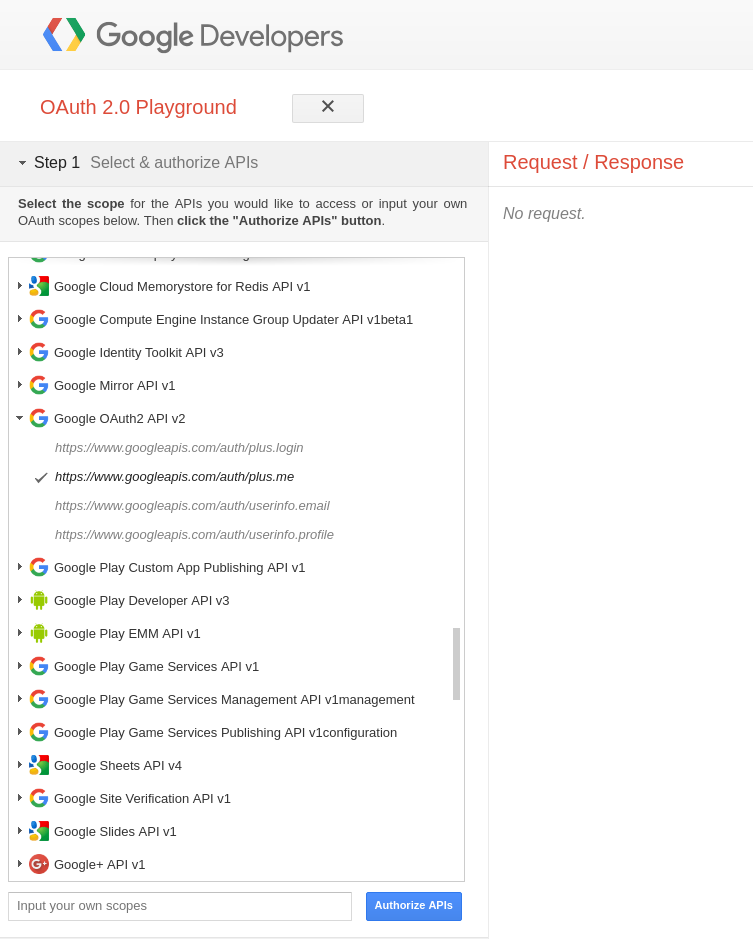 Google Developers
OAuth 2.0 Playground
Step 1 Select & authorize APIs
Select the scope for the APIs you would like to access or input your own
OAuth scopes below. Then click the "Authorize APIs" button.
Google Cloud Memorystore for Redis API v1
Google Compute Engine Instance Group Updater API v1beta1
Google Identity Toolkit API v3
Google Mirror API v1
Google OAuth2 API v2
https://www.googleapis.com/auth/plus.login
https://www.googleapis.com/auth/plus.me
https://www.googleapis.com/auth/userinfo.email
https://www.googleapis.com/auth/userinfo.profile
Google Play Custom App Publishing API v1
Google Play Developer API v3
Google Play EMM API v1
Google Play Game Services API v1
Google Play Game Services Management API v1management
Google Play Game Services Publishing API v1configuration
Google Sheets API v4
Google Site Verification API v1
Google Slides API v1
Google+ API v1
Input your own scopes
Authorize APIs
Request / Response
No request.